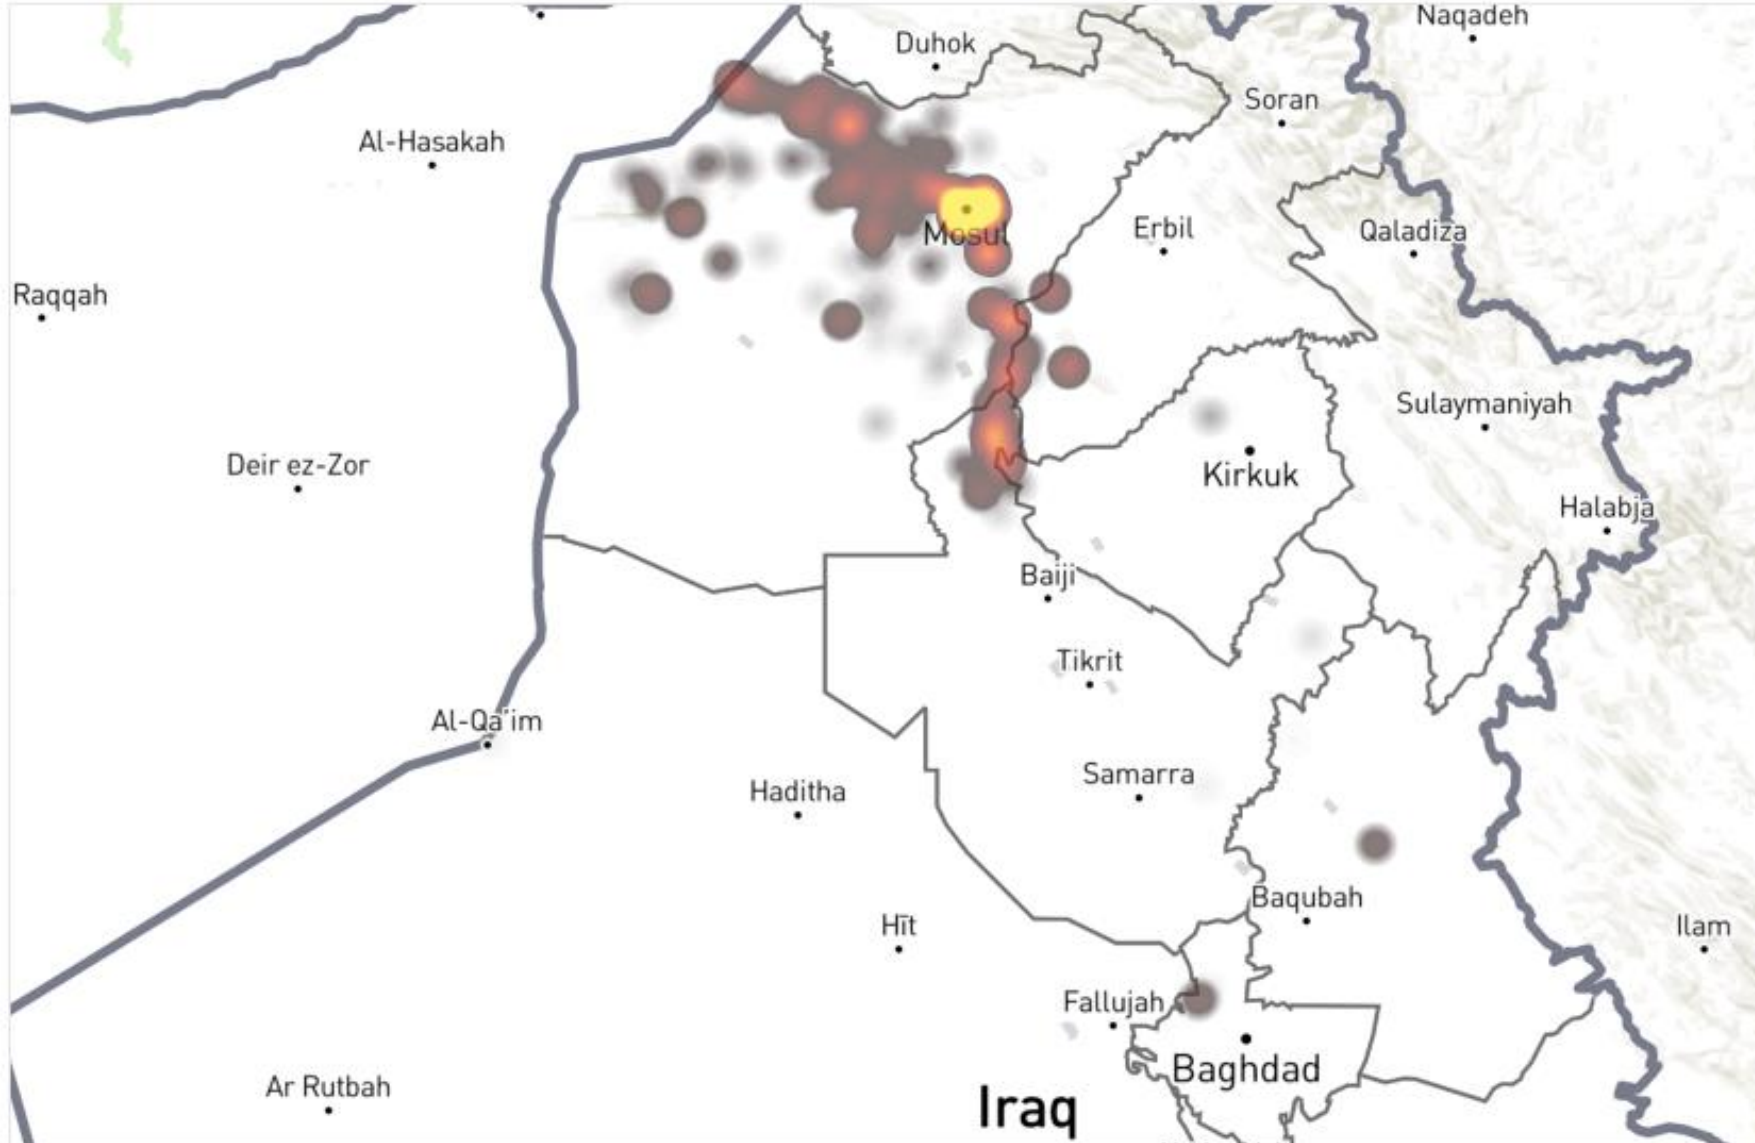 Naqadeh
Duhok
Soran
Al-Hasakah
Mosul
Erbil
Qaladiza
Raqqah
Sulaymaniyah
Deir ez-Zor
Kirkuk
Halabja
Baiji
Tikrit
Al-Qa'im
Samarra
Haditha
Baqubah
Hīt
Ilam
Fallujah
Baghdad
Ar Rutbah
Iraq